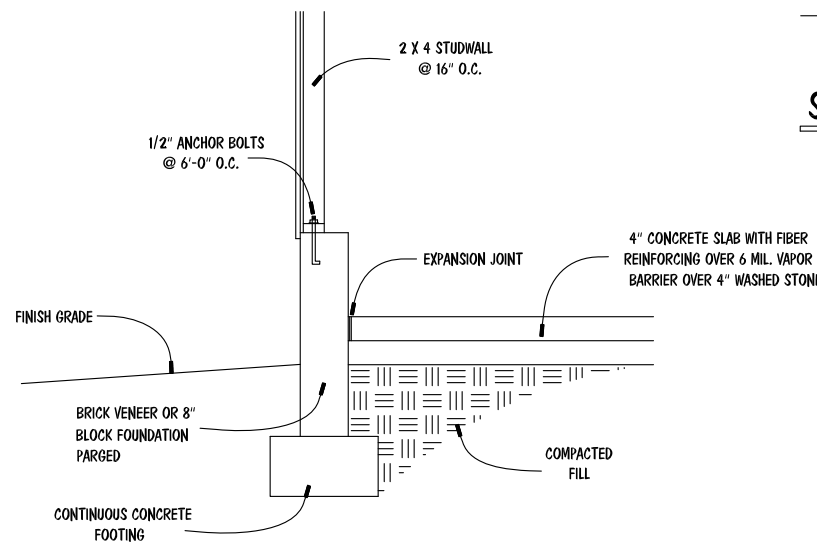 2 X 4 STUDWALL
@ 16" O.C.
1/2" ANCHOR BOLTS
@ 6'-0" O.C.
EXPANSION JOINT
4" CONCRETE SLAB WITH FIBER
REINFORCING OVER 6 MIL. VAPOR
BARRIER OVER 4" WASHED STONE
FINISH GRADE
BRICK VENEER OR 8"
BLOCK FOUNDATION
PARGED
COMPACTED
FILL
CONTINUOUS CONCRETE
FOOTING